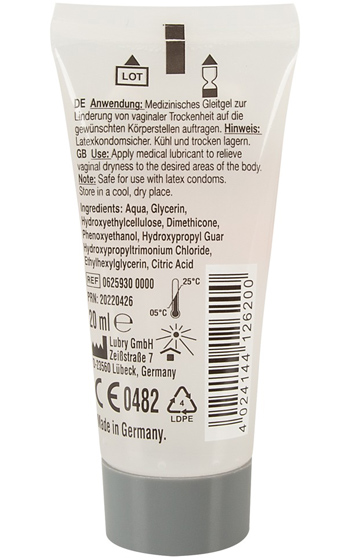 LOT
DE Anwendung: Medizinisches Gleitgel zur
Linderung von vaginaler Trockenheit auf die
gewünschten Körperstellen auftragen. Hinweis:
Latexkondomsicher. Kühl und trocken lagern.
GB Use: Apply medical lubricant to relieve
vaginal dryness to the desired areas of the body.
Note: Safe for use with latex condoms.
Store in a cool, dry place.
Ingredients: Aqua, Glycerin,
Hydroxyethylcellulose, Dimethicone,
Phenoxyethanol, Hydroxypropyl Guar
Hydroxypropyltrimonium Chloride,
Ethylhexylglycerin, Citric Acid
REF 0625930 0000
PRN: 20220426
25°C
05°C
20 ml e
Lubry GmbH
Zeißstraße 7
D-23560 Lübeck, Germany
CE 0482
4
LDPE
Made in Germany.
4 024144 126200